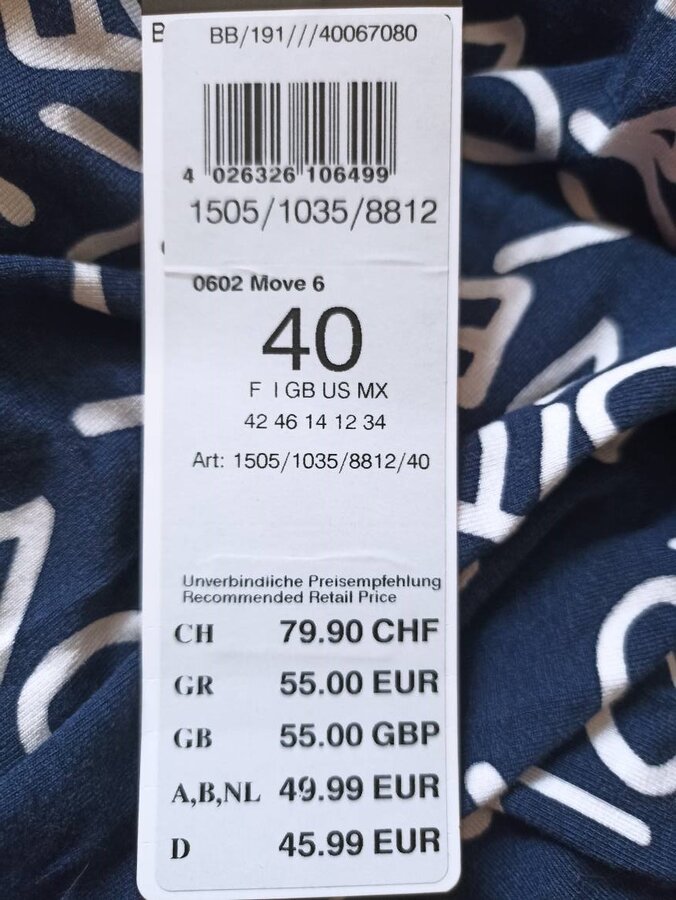 BB/191///40067080
4 026326 106499
1505/1035/8812
0602 Move 6
40
F I GB US MX
42 46 14 12 34
Art: 1505/1035/8812/40
Unverbindliche Preisempfehlung
Recommended Retail Price
CH 79.90 CHF
GR 55.00 EUR
GB 55.00 GBP
A,B,NL 49.99 EUR
D 45.99 EUR